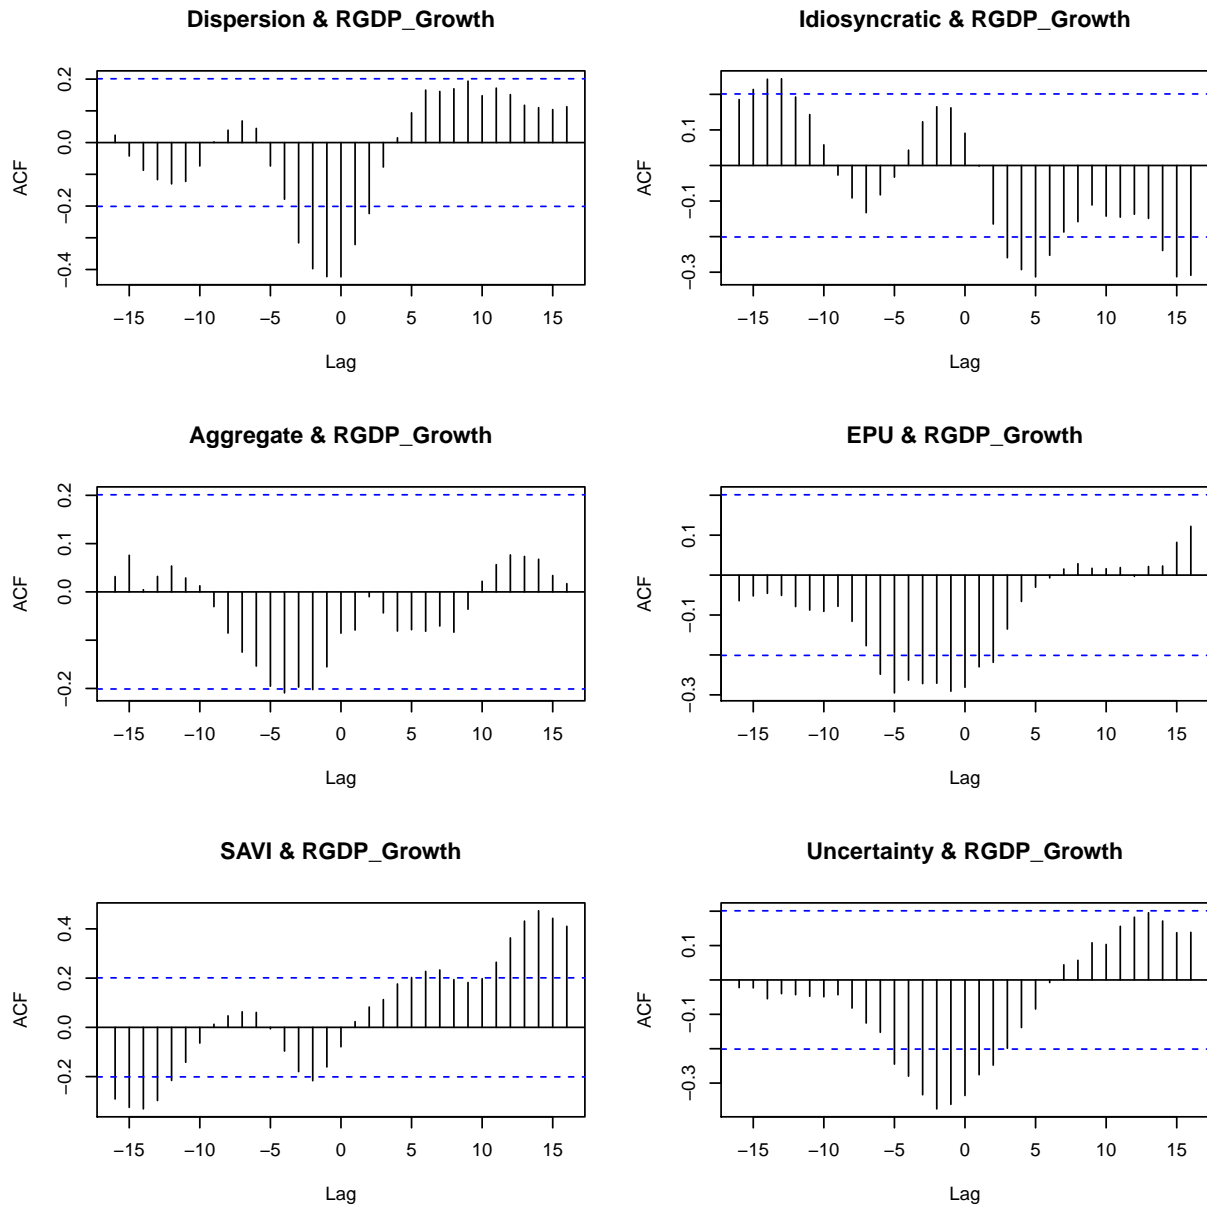 Dispersion & RGDP_Growth
ACF
0.2
0.0
−0.2
−0.4
−15 −10 −5 0 5 10 15
Lag
Idiosyncratic & RGDP_Growth
ACF
0.1
−0.1
−0.3
−15 −10 −5 0 5 10 15
Lag
Aggregate & RGDP_Growth
ACF
0.2
0.1
0.0
−0.2
−15 −10 −5 0 5 10 15
Lag
EPU & RGDP_Growth
ACF
0.1
−0.1
−0.3
−15 −10 −5 0 5 10 15
Lag
SAVI & RGDP_Growth
ACF
0.4
0.2
0.0
−0.2
−15 −10 −5 0 5 10 15
Lag
Uncertainty & RGDP_Growth
ACF
0.1
−0.1
−0.3
−15 −10 −5 0 5 10 15
Lag